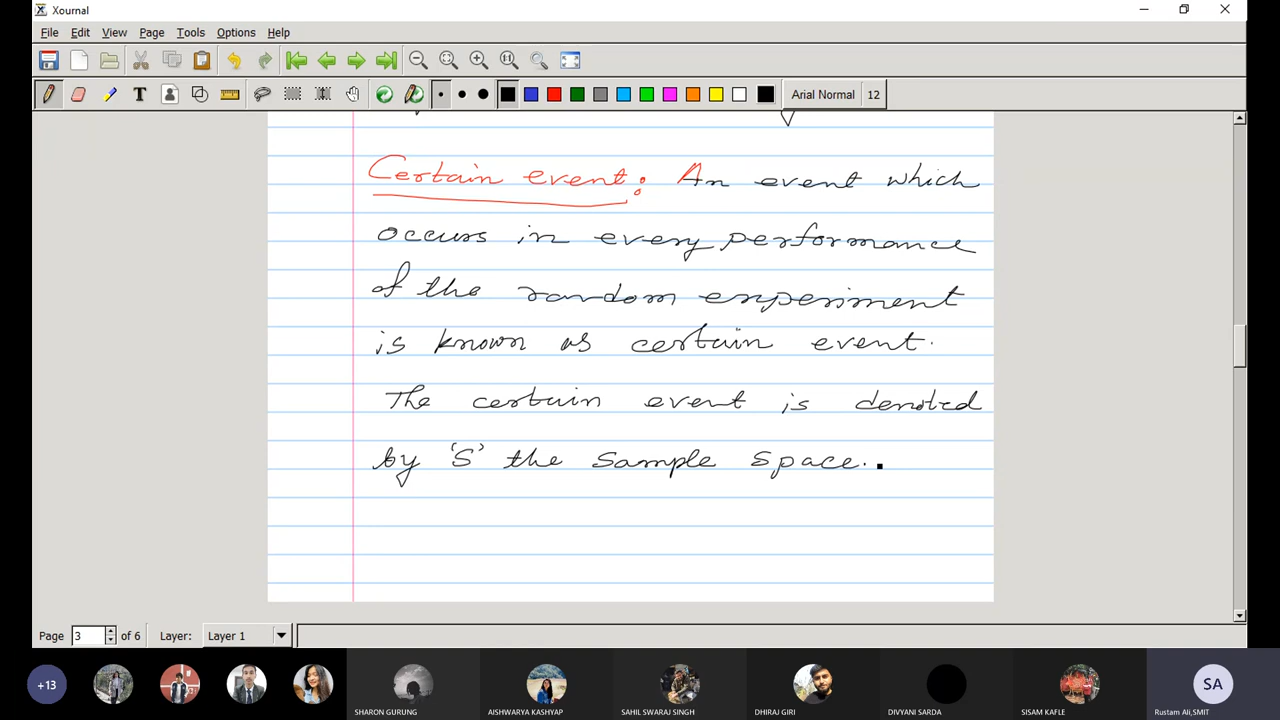 Xournal
File Edit View Page Tools Options Help
Arial Normal 12
Certain event: An event which
occurs in every performance
of the random experiment
is known as certain event.
The certain event is denoted
by 'S' the sample space.
Page 3 of 6 Layer: Layer 1
+13
SA
SHARON GURUNG AISHWARYA KASHYAP SAHIL SWARAJ SINGH DHIRAJ GIRI DIVYANI SARDA SISAM KAFLE Rustam Ali,SMIT